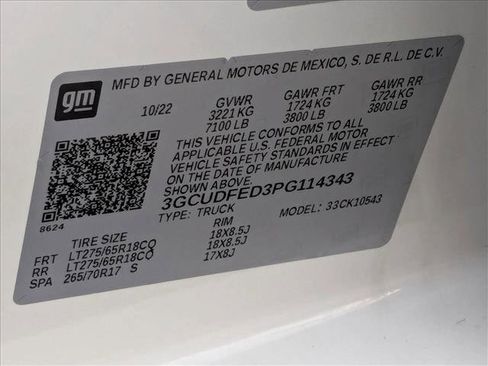 gm
MFD BY GENERAL MOTORS DE MEXICO, S. DE R.L. DE C.V.
10/22 GVWR GAWR FRT GAWR RR
3221 KG 1724 KG 1724 KG
7100 LB 3800 LB 3800 LB
THIS VEHICLE CONFORMS TO ALL
APPLICABLE U.S. FEDERAL MOTOR
VEHICLE SAFETY STANDARDS IN EFFECT
ON THE DATE OF MANUFACTURE
SHOWN ABOVE.
3GCUDFED3PG114343
TYPE: TRUCK MODEL: 33CK10543
8624
TIRE SIZE RIM
FRT LT275/65R18CQ 18X8.5J
RR LT275/65R18CQ 18X8.5J
SPA 265/70R17 S 17X8J